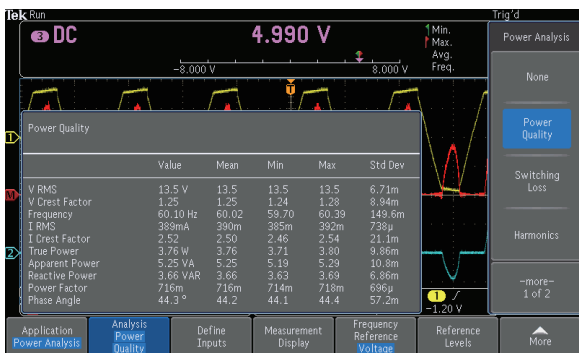 Tek Run Trig'd
3 DC 4.990 V
-8.000 V 8.000 V
1 Min.
Max.
Avg.
Freq.
Power Analysis
None
Power
Quality
Switching
Loss
Harmonics
-more-
1 of 2
T
1
M
2
Power Quality
Value Mean Min Max Std Dev
V RMS 13.5 V 13.5 13.5 13.5 6.71m
V Crest Factor 1.25 1.25 1.24 1.28 8.94m
Frequency 60.10 Hz 60.02 59.70 60.39 149.6m
I RMS 389mA 390m 385m 392m 738µ
I Crest Factor 2.52 2.50 2.46 2.54 21.1m
True Power 3.76 W 3.76 3.71 3.80 9.86m
Apparent Power 5.25 VA 5.25 5.19 5.29 10.8m
Reactive Power 3.66 VAR 3.66 3.63 3.69 6.86m
Power Factor 716m 716m 714m 718m 696µ
Phase Angle 44.3 ° 44.2 44.1 44.4 57.2m
1
-1.20 V
Application
Power Analysis
Analysis
Power
Quality
Define
Inputs
Measurement
Display
Frequency
Reference
Voltage
Reference
Levels
More